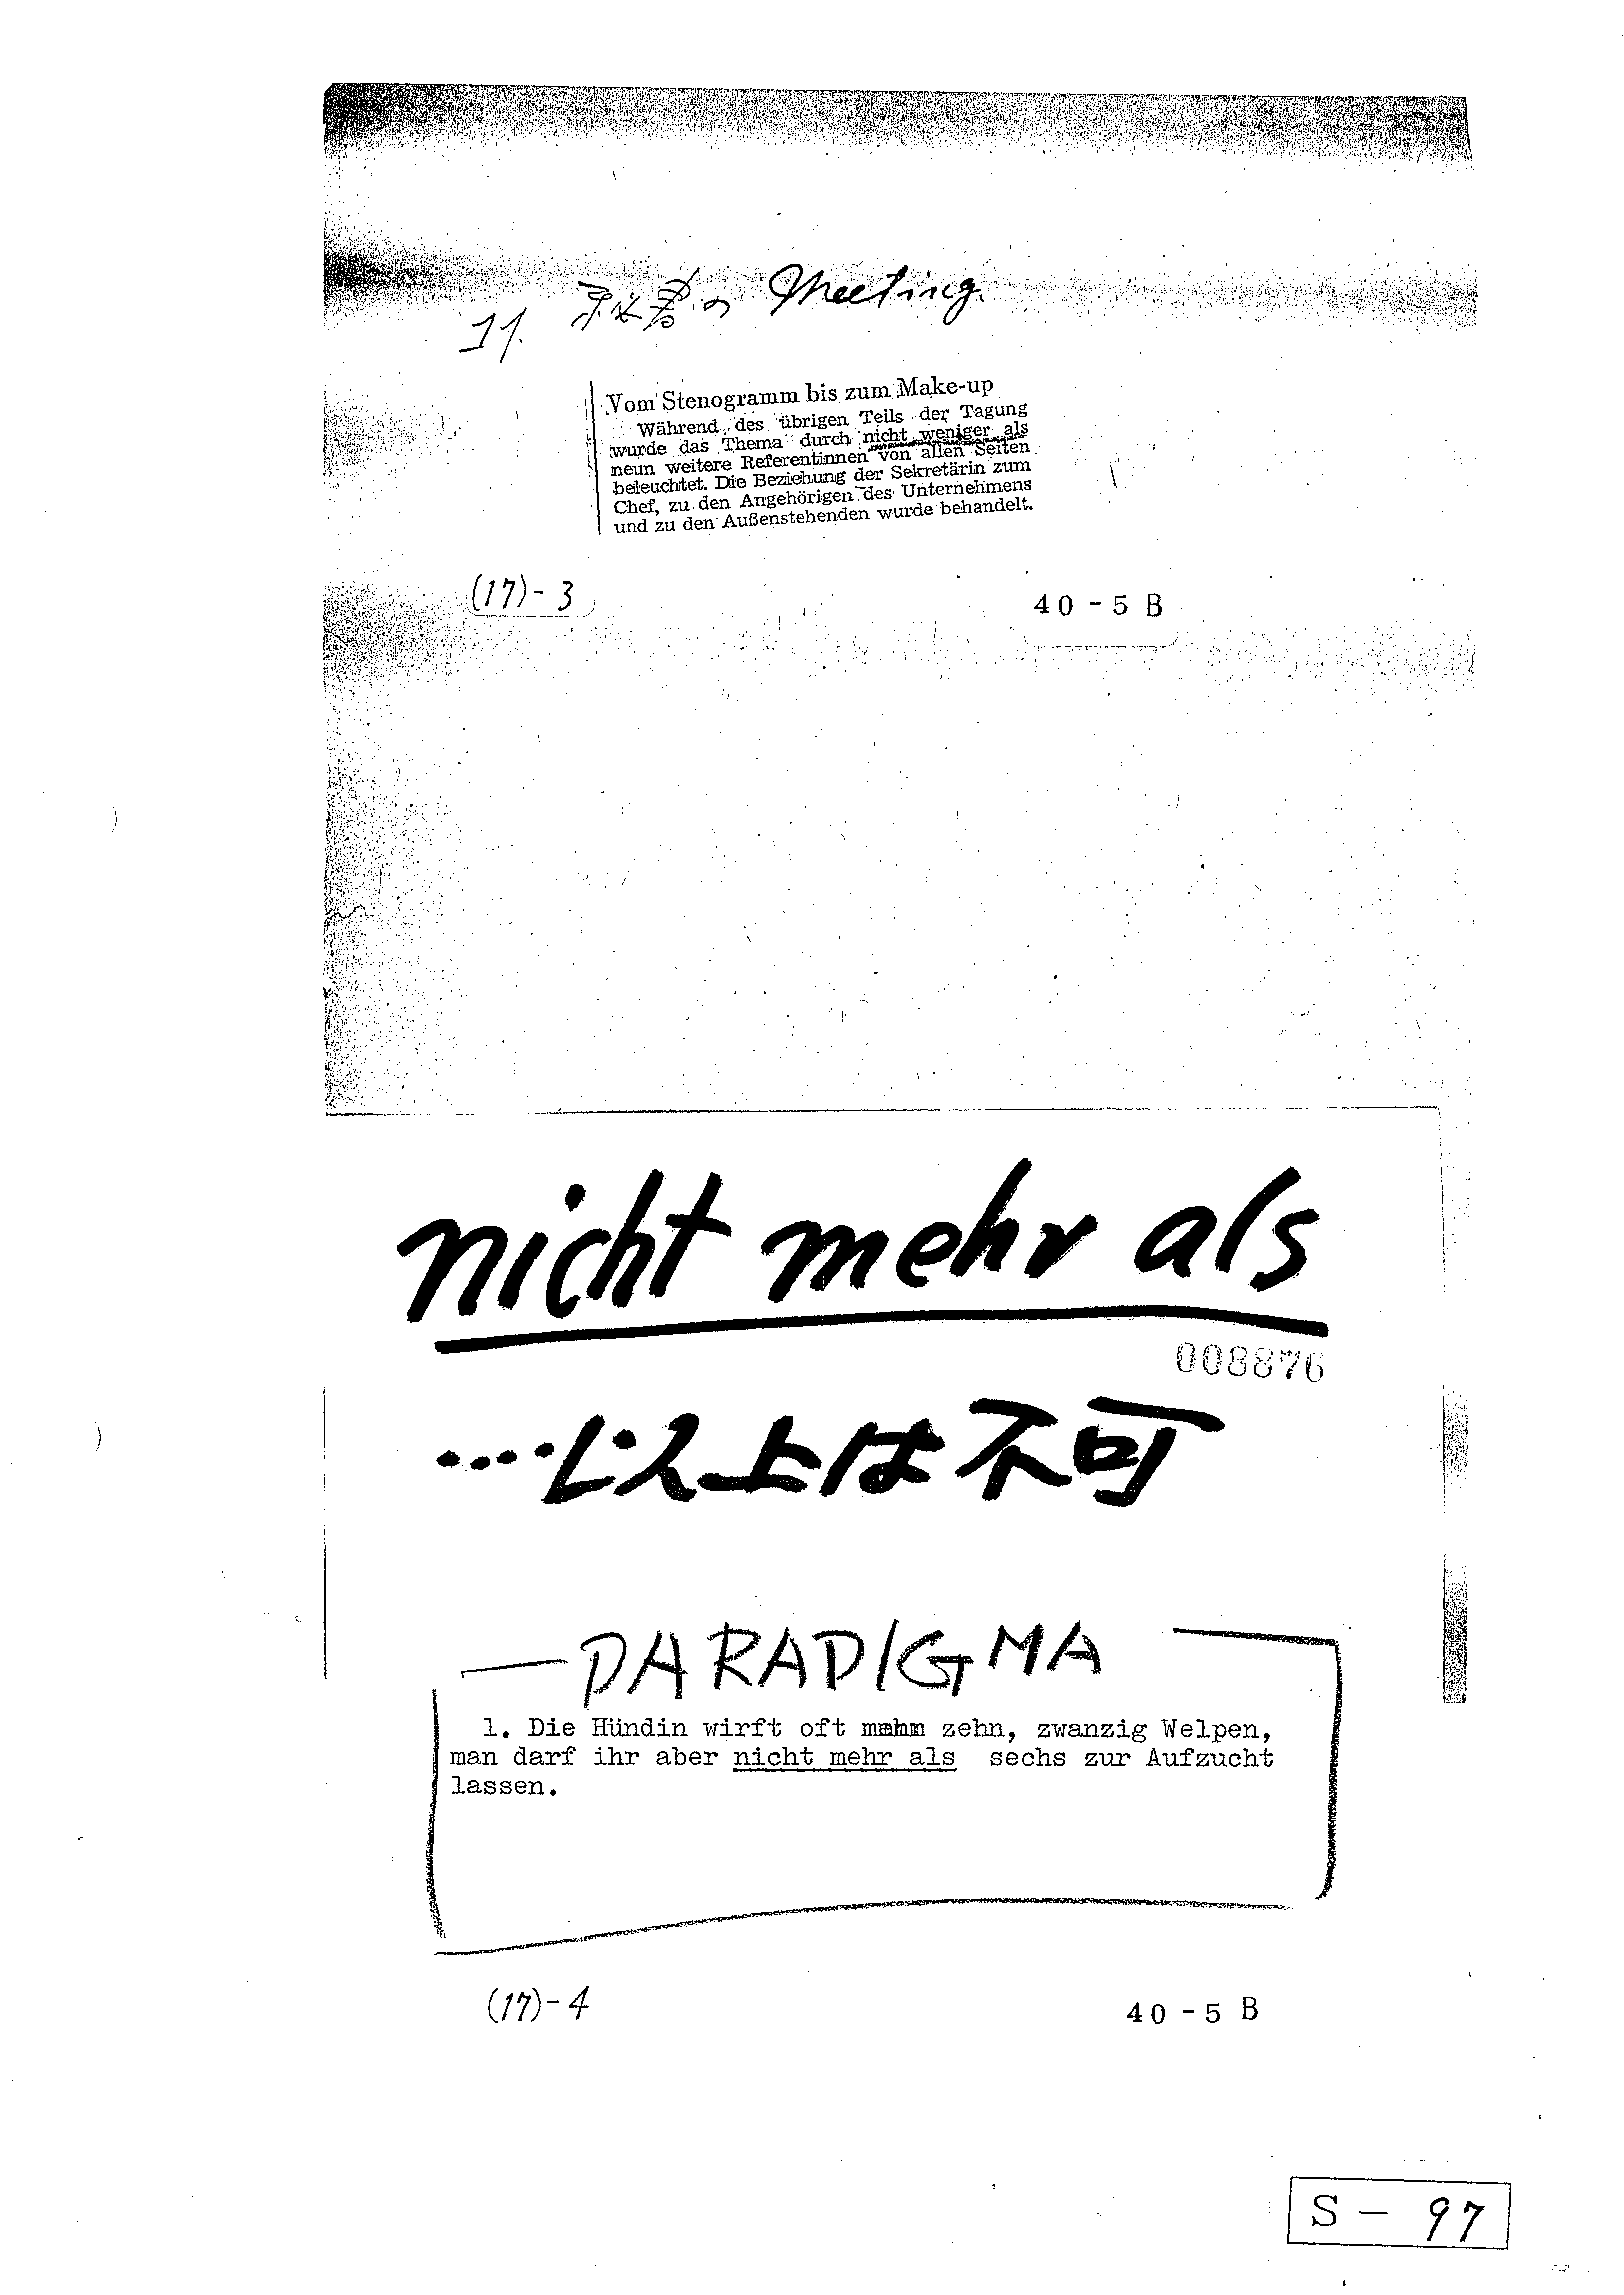 11. 秘書の Meeting.
Vom Stenogramm bis zum Make-up
Während des übrigen Teils der Tagung
wurde das Thema durch nicht weniger als
neun weitere Referentinnen von allen Seiten
beleuchtet. Die Beziehung der Sekretärin zum
Chef, zu den Angehörigen des Unternehmens
und zu den Außenstehenden wurde behandelt.
(17)-3
40-5 B
nicht mehr als
008876
....以上は不可
PARADIGMA
1. Die Hündin wirft oft zehn, zwanzig Welpen,
man darf ihr aber nicht mehr als sechs zur Aufzucht
lassen.
(17)-4
40-5 B
S - 97